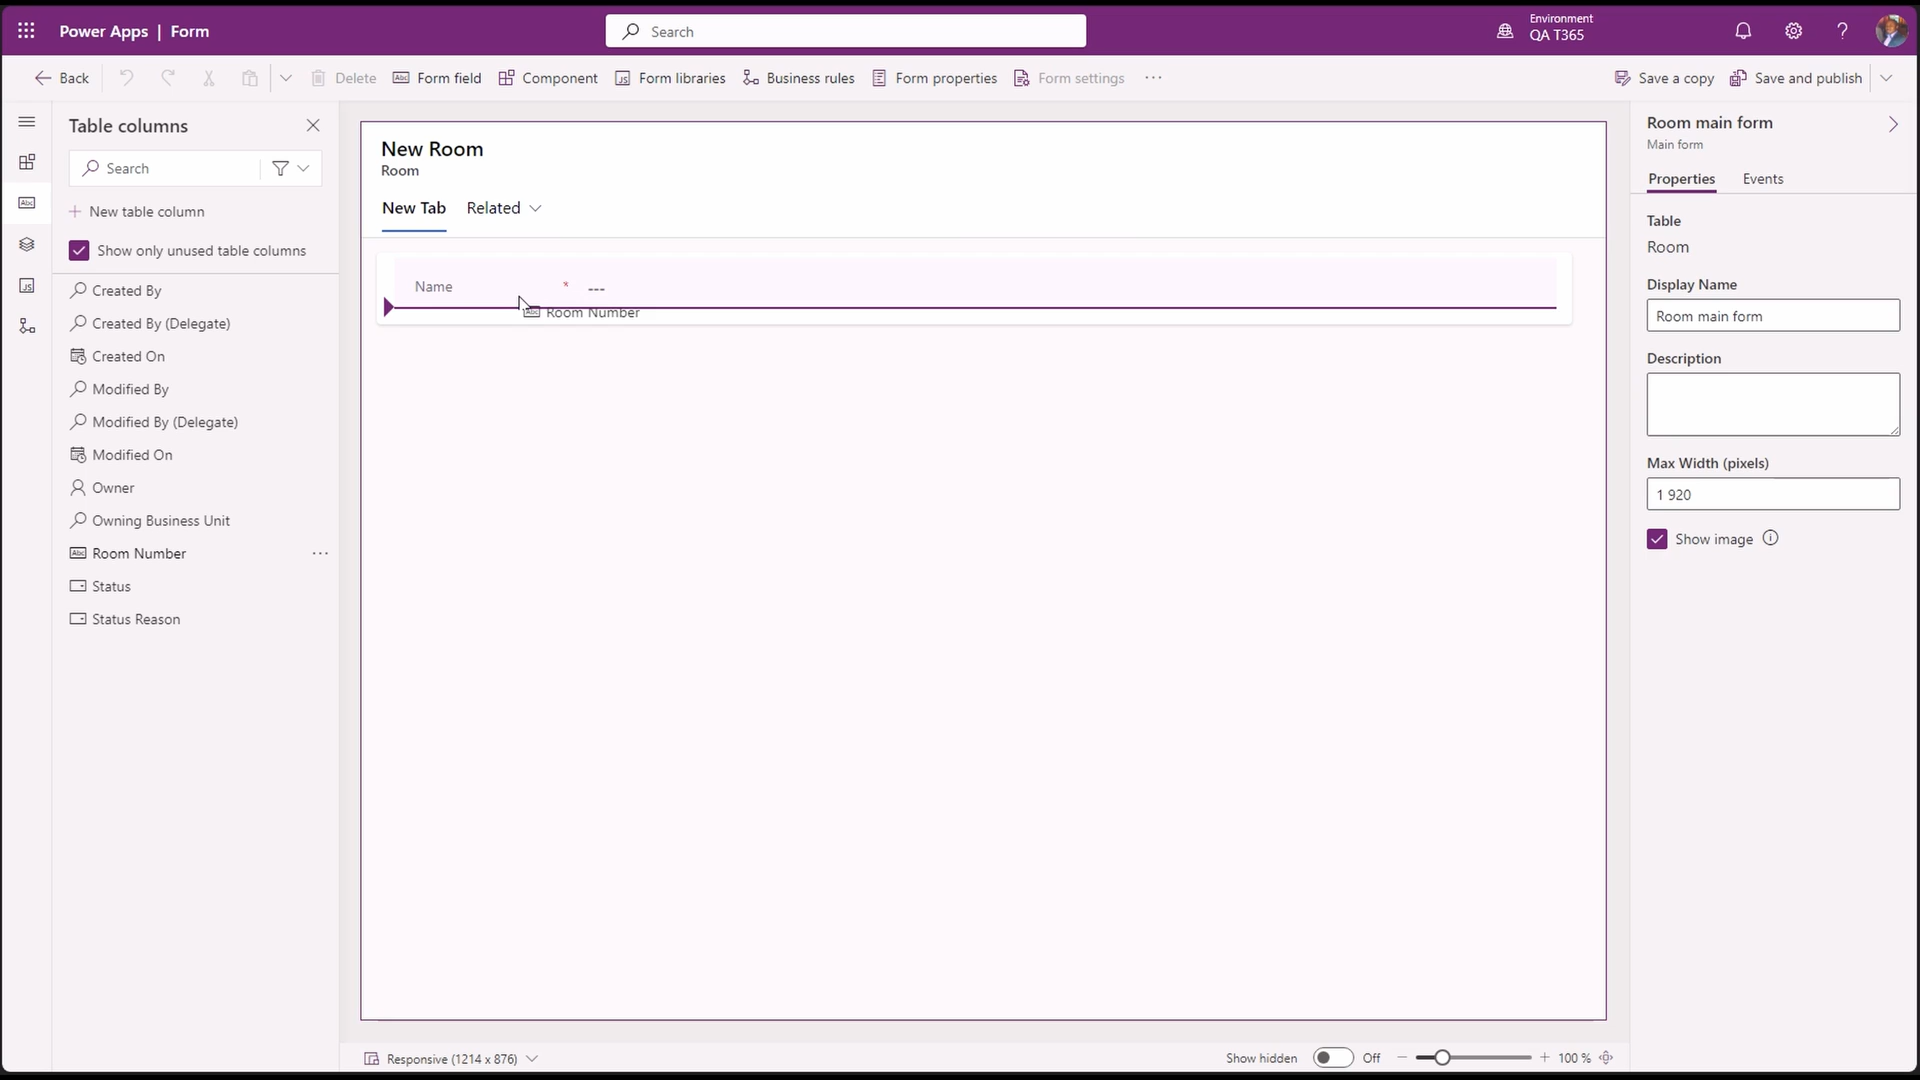 Power Apps | Form
Search
Environment
QA T365
Back
Delete
Form field
Component
Form libraries
Business rules
Form properties
Form settings
Save a copy
Save and publish
Table columns
Search
New table column
Show only unused table columns
Created By
Created By (Delegate)
Created On
Modified By
Modified By (Delegate)
Modified On
Owner
Owning Business Unit
Abc Room Number
Status
Status Reason
New Room
Room
New Tab
Related
Name * ---
Abc Room Number
Responsive (1214 x 876)
Show hidden
Off
100 %
Room main form
Main form
Properties
Events
Table
Room
Display Name
Room main form
Description
Max Width (pixels)
1 920
Show image